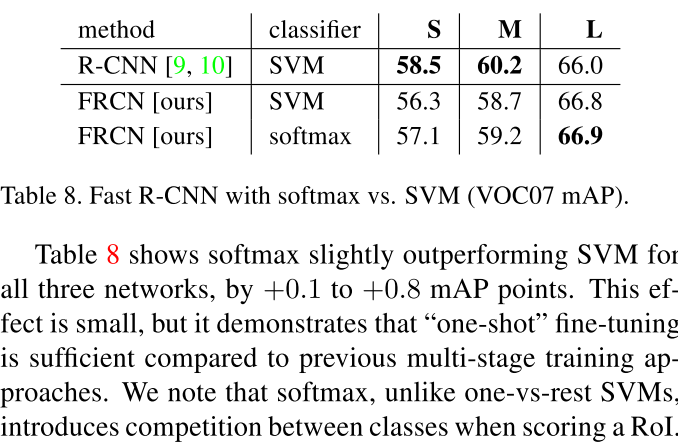 method classifier S M L
R-CNN [9, 10] SVM 58.5 60.2 66.0
FRCN [ours] SVM 56.3 58.7 66.8
FRCN [ours] softmax 57.1 59.2 66.9
Table 8. Fast R-CNN with softmax vs. SVM (VOC07 mAP).
Table 8 shows softmax slightly outperforming SVM for
all three networks, by +0.1 to +0.8 mAP points. This ef-
fect is small, but it demonstrates that “one-shot” fine-tuning
is sufficient compared to previous multi-stage training ap-
proaches. We note that softmax, unlike one-vs-rest SVMs,
introduces competition between classes when scoring a RoI.